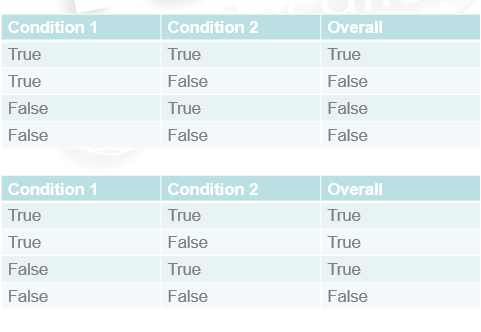 Condition 1 Condition 2 Overall
True True True
True False False
False True False
False False False
Condition 1 Condition 2 Overall
True True True
True False True
False True True
False False False